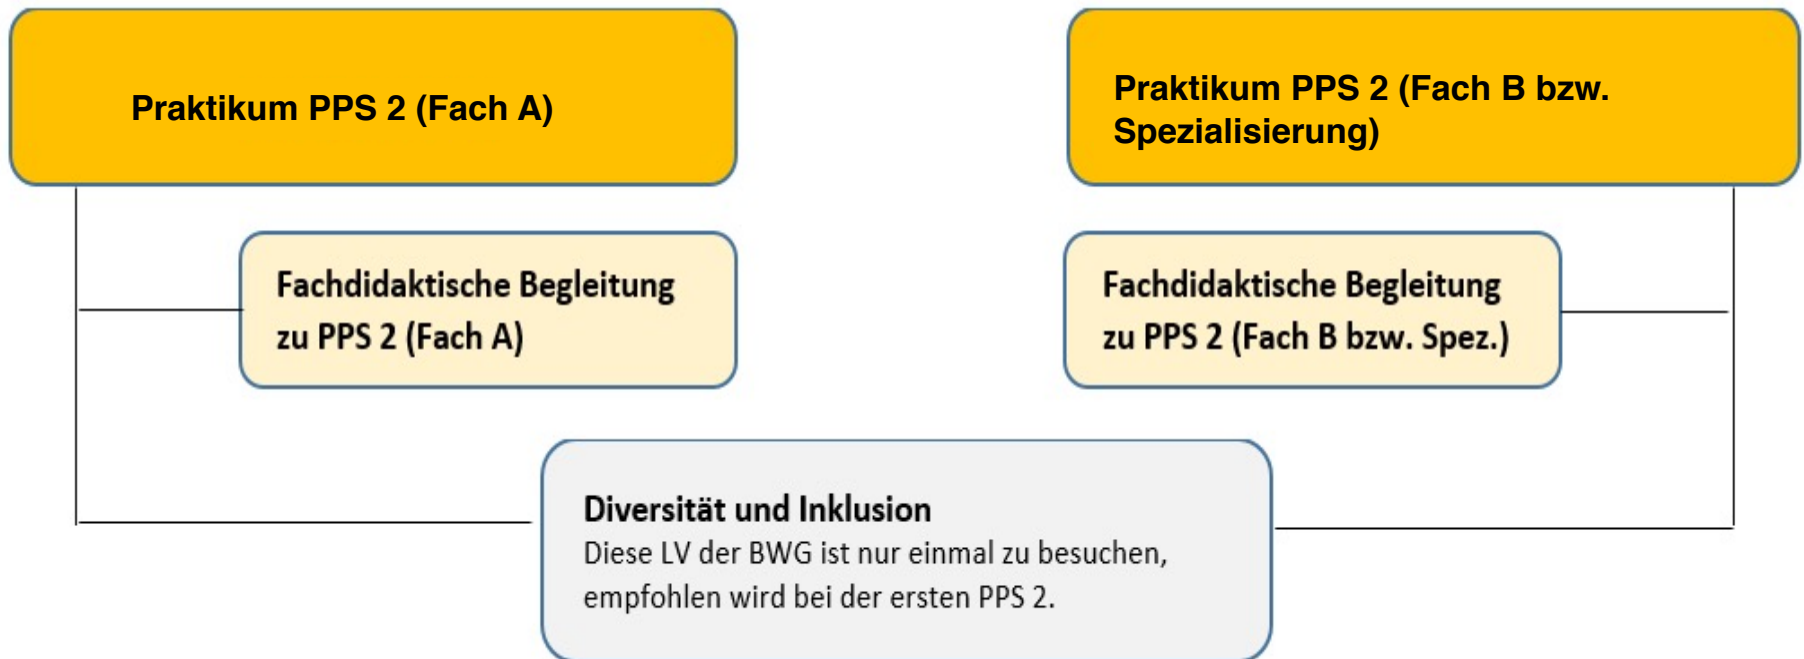 Praktikum PPS 2 (Fach A)
Praktikum PPS 2 (Fach B bzw.
Spezialisierung)
Fachdidaktische Begleitung
zu PPS 2 (Fach A)
Fachdidaktische Begleitung
zu PPS 2 (Fach B bzw. Spez.)
Diversität und Inklusion
Diese LV der BWG ist nur einmal zu besuchen,
empfohlen wird bei der ersten PPS 2.